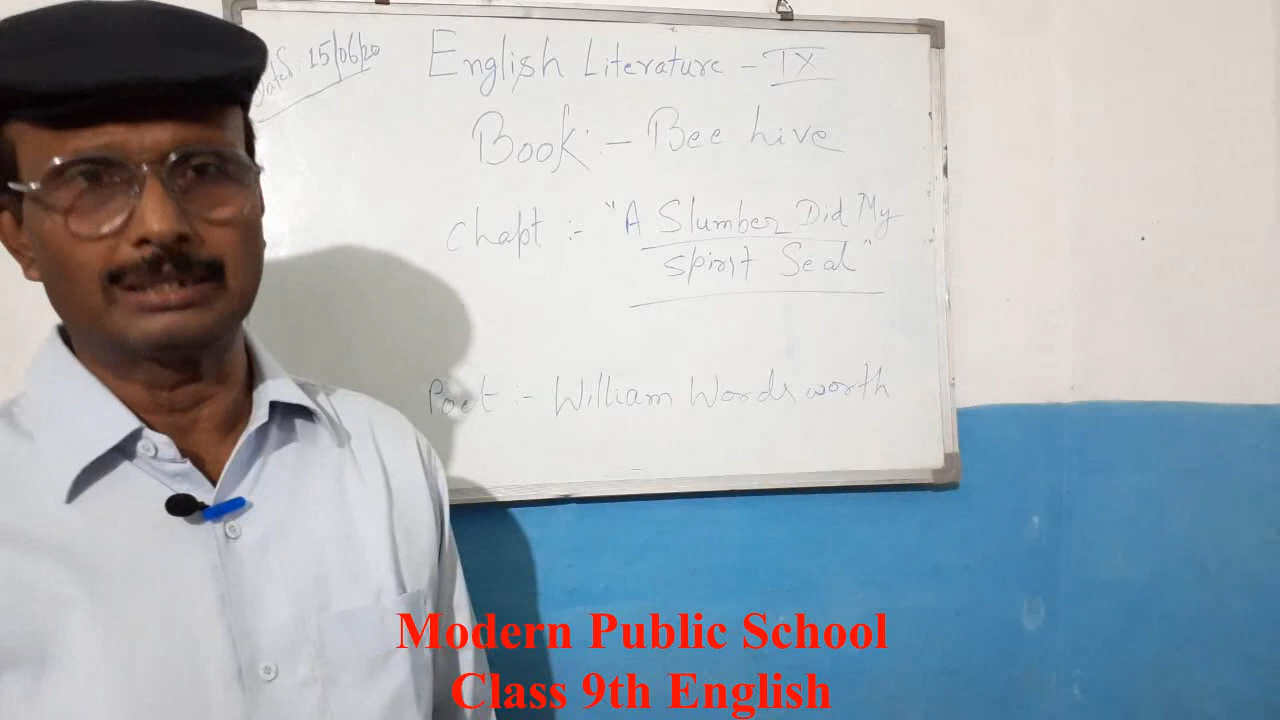 Dated: 15/06/20
English Literature - IX
Book:- Bee hive
Chapt :- "A Slumber Did My
Spirit Seal"
Poet :- William Wordsworth
Modern Public School
Class 9th English